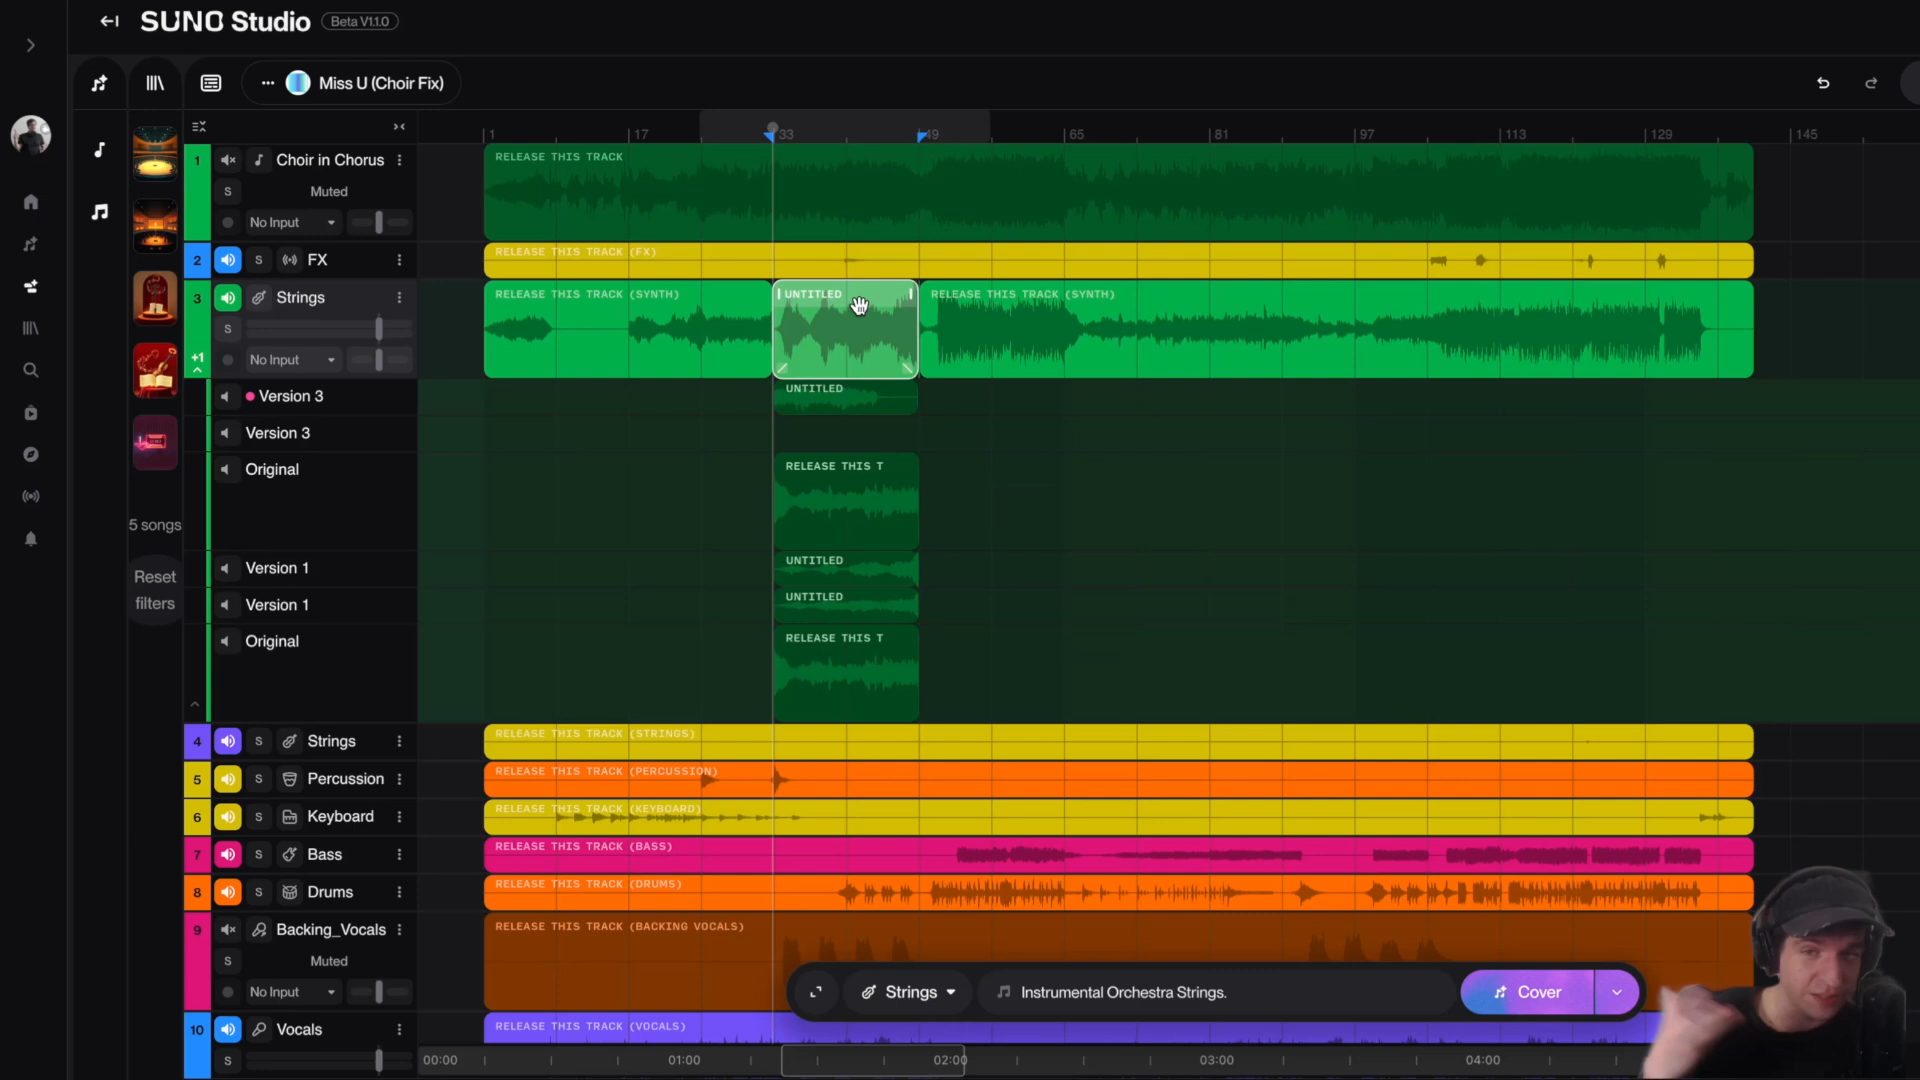 SUNO Studio Beta V1.1.0
Miss U (Choir Fix)
1 17 33 49 65 81 97 113 129 145
1 Choir in Chorus
S Muted
No Input
RELEASE THIS TRACK
2 S FX
RELEASE THIS TRACK (FX)
3 Strings
S
+1 No Input
RELEASE THIS TRACK (SYNTH) UNTITLED RELEASE THIS TRACK (SYNTH)
Version 3 UNTITLED
Version 3
Original RELEASE THIS T
Version 1 UNTITLED
Version 1 UNTITLED
Original RELEASE THIS T
5 songs
Reset
filters
4 S Strings RELEASE THIS TRACK (STRINGS)
5 S Percussion RELEASE THIS TRACK (PERCUSSION)
6 S Keyboard RELEASE THIS TRACK (KEYBOARD)
7 S Bass RELEASE THIS TRACK (BASS)
8 S Drums RELEASE THIS TRACK (DRUMS)
9 Backing_Vocals RELEASE THIS TRACK (BACKING VOCALS)
S Muted
No Input
Strings Instrumental Orchestra Strings. Cover
10 Vocals RELEASE THIS TRACK (VOCALS)
S
00:00 01:00 02:00 03:00 04:00